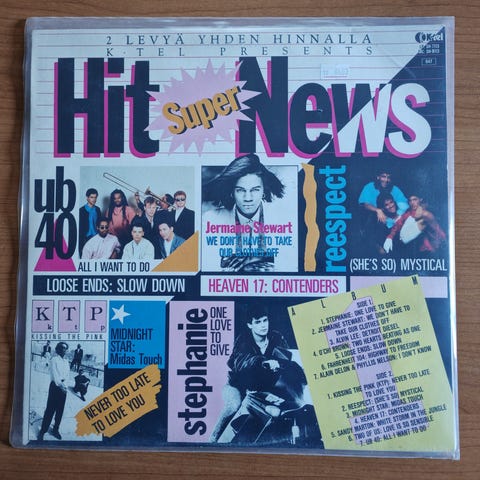 2 LEVYÄ YHDEN HINNALLA
K·TEL PRESENTS
Hit Super News
ub
40
ALL I WANT TO DO
Jermaine Stewart
WE DON'T HAVE TO TAKE
OUR CLOTHES OFF
reespect
(SHE'S SO) MYSTICAL
LOOSE ENDS: SLOW DOWN
HEAVEN 17: CONTENDERS
KTP
k t p
KISSING THE PINK
MIDNIGHT
STAR:
Midas Touch
NEVER TOO LATE
TO LOVE YOU
stephanie
ONE
LOVE
TO
GIVE
ALBUM
SIDE 1
1. STEPHANIE: ONE LOVE TO GIVE
2. JERMAINE STEWART: WE DON'T HAVE TO
TAKE OUR CLOTHES OFF
3. ALVIN LEE: DETROIT DIESEL
4. O'CHI BROWN: TWO HEARTS BEATING AS ONE
5. LOOSE ENDS: SLOW DOWN
6. FAHRENHEIT 104: HIGHWAY TO FREEDOM
7. ALAIN DELON & PHYLLIS NELSON: I DON'T KNOW
SIDE 2
1. KISSING THE PINK (KTP): NEVER TOO LATE
TO LOVE YOU
2. REESPECT: (SHE'S SO) MYSTICAL
3. MIDNIGHT STAR: MIDAS TOUCH
4. HEAVEN 17: CONTENDERS
5. SANDY MARTON: WHITE STORM IN THE JUNGLE
6. TWO OF US: LOVE IS SO SENSIBLE
7. UB 40: ALL I WANT TO DO